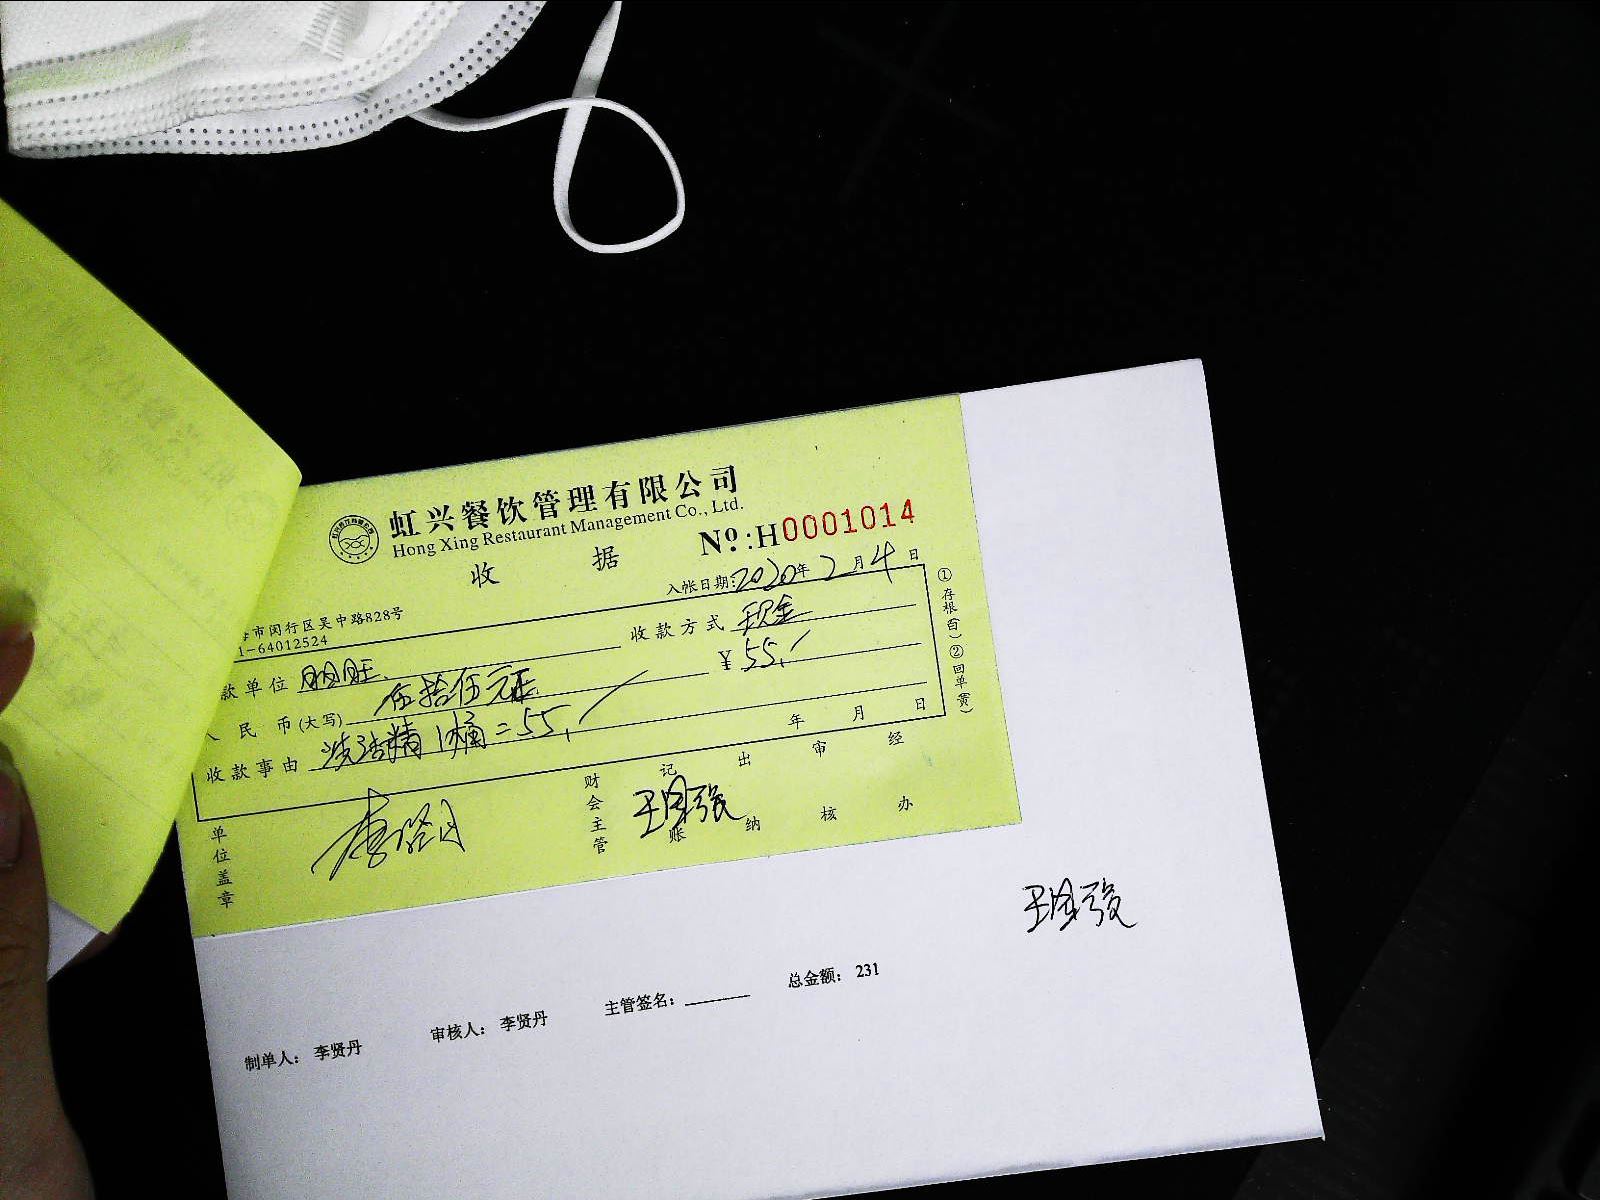 虹兴餐饮管理有限公司
Hong Xing Restaurant Management Co., Ltd.
收 据
Nº.:H0001014
入帐日期:2020年2月4日
市闵行区吴中路828号
1-64012524
款单位
收款方式 现金
人民币(大写) 伍拾伍元正
¥55.
收款事由 洗洁精1桶=55.
年 月 日
①存根(白)②回单(黄)
单位盖章
财会主管
记账
出纳
审核
经办
制单人: 李贤丹
审核人: 李贤丹
主管签名:
总金额: 231